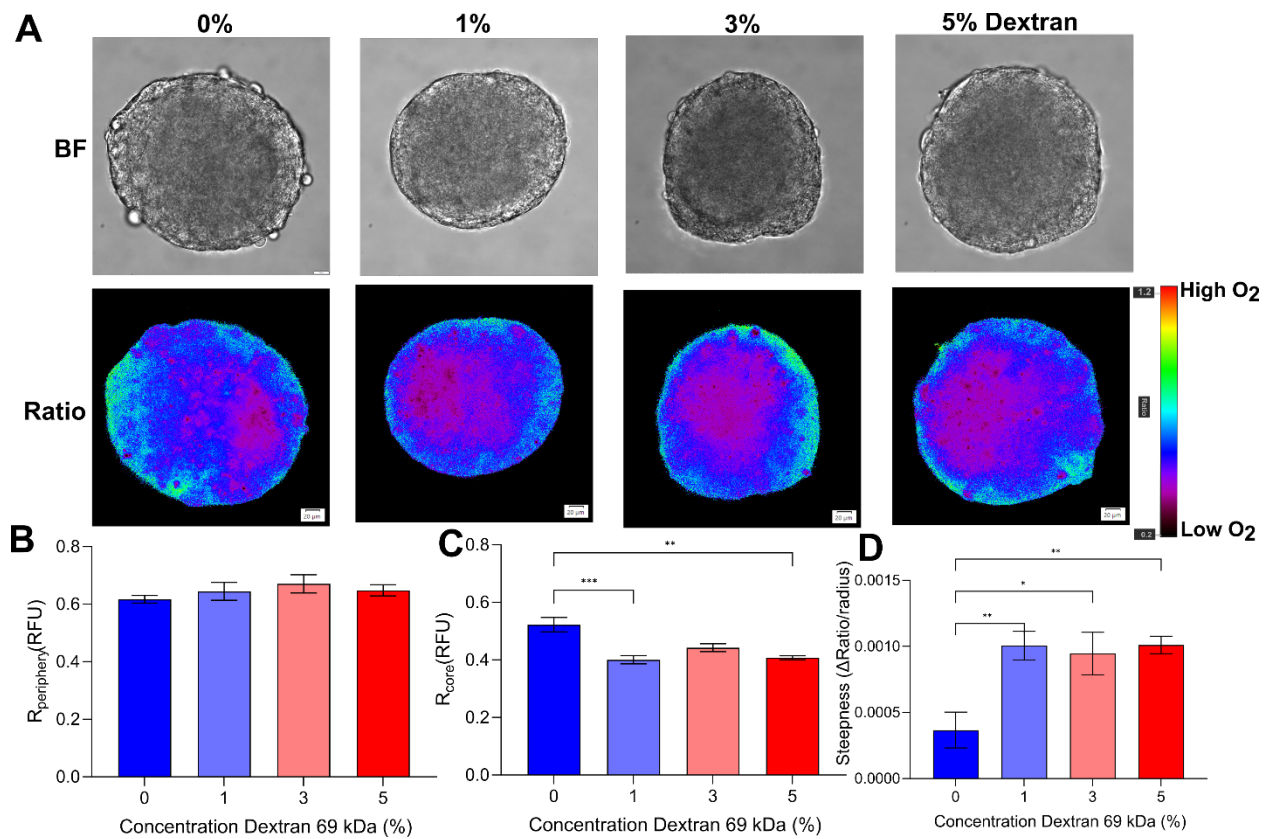 A
0%
1%
3%
5% Dextran
BF
Ratio
1.2
High O2
Ratio
0.2
Low O2
20 µm
20 µm
20 µm
20 µm
B
0.8
0.6
0.4
0.2
0.0
Rperiphery(RFU)
0
1
3
5
Concentration Dextran 69 kDa (%)
C
0.8
0.6
0.4
0.2
0.0
Rcore(RFU)
**
***
0
1
3
5
Concentration Dextran 69 kDa (%)
D
0.0015
0.0010
0.0005
0.0000
Steepness (ΔRatio/radius)
**
*
**
0
1
3
5
Concentration Dextran 69 kDa (%)